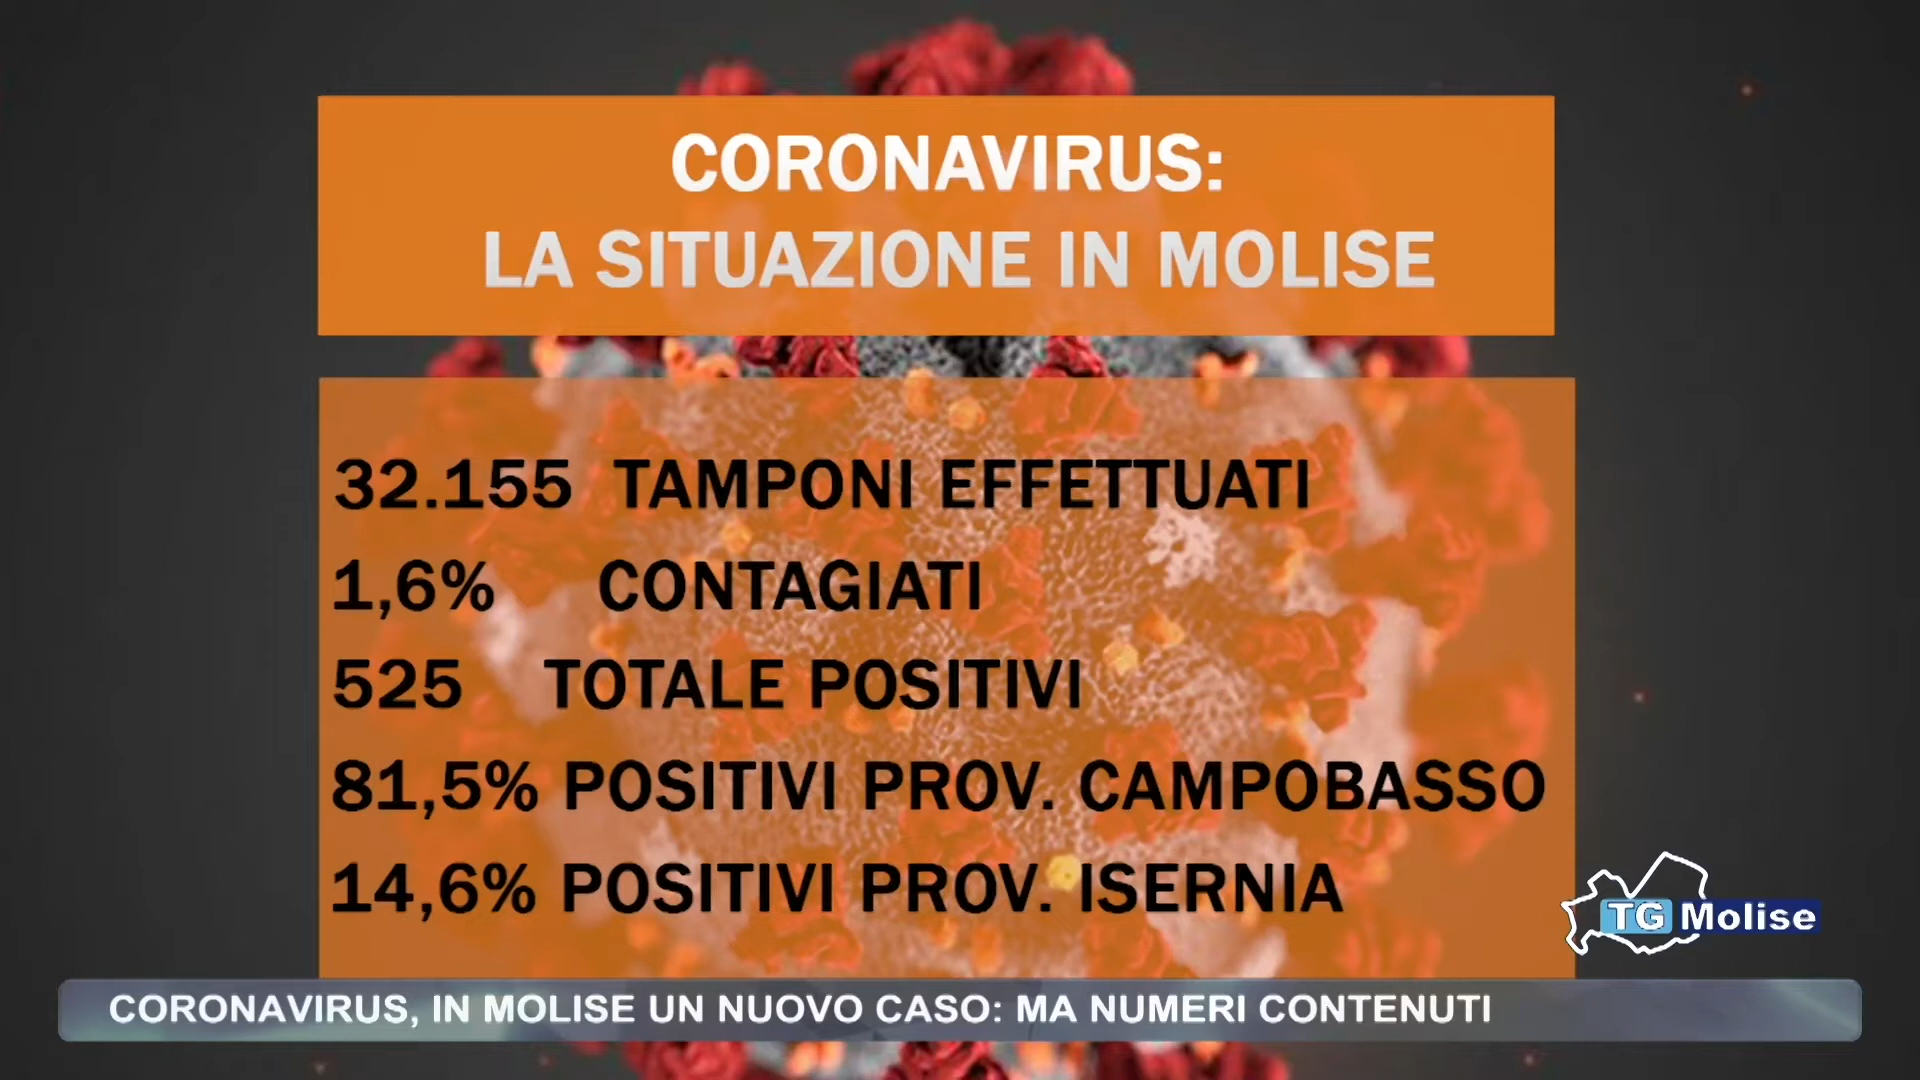 CORONAVIRUS:
LA SITUAZIONE IN MOLISE
32.155 TAMPONI EFFETTUATI
1,6% CONTAGIATI
525 TOTALE POSITIVI
81,5% POSITIVI PROV. CAMPOBASSO
14,6% POSITIVI PROV. ISERNIA
TG Molise
CORONAVIRUS, IN MOLISE UN NUOVO CASO: MA NUMERI CONTENUTI